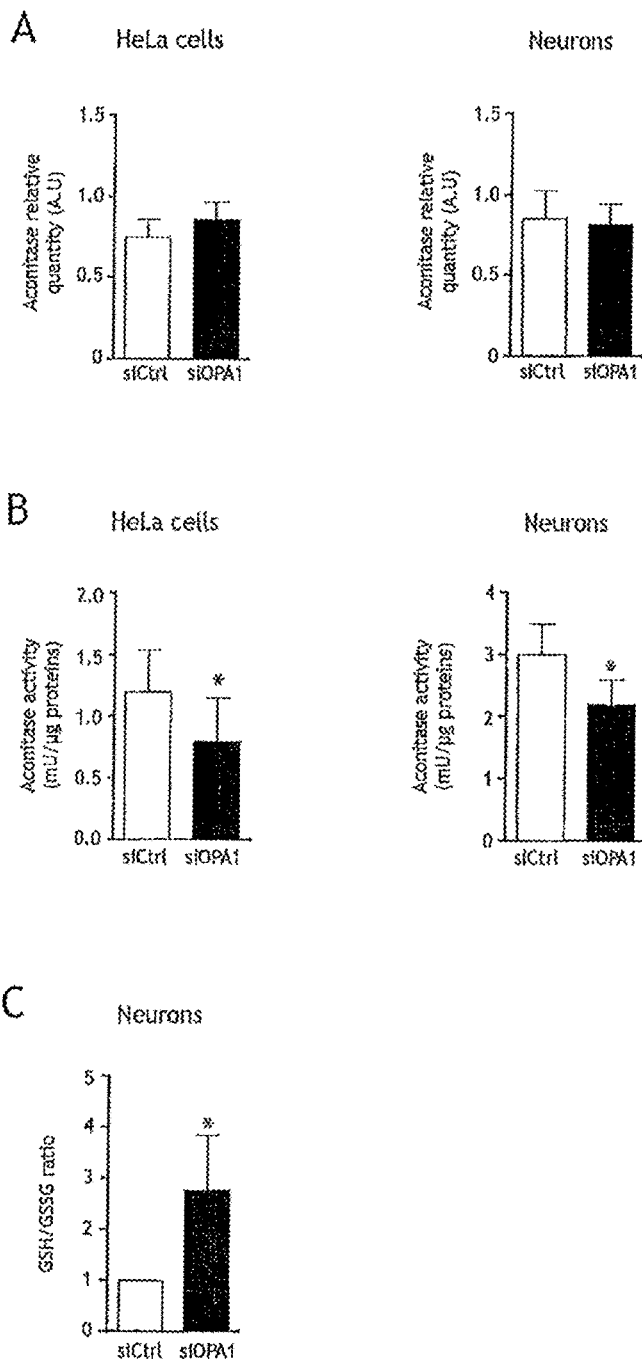 A
HeLa cells
Neurons
Aconitase relative
quantity (A.U)
1.5
1.0
0.5
0
siCtrl siOPA1
Aconitase relative
quantity (A.U)
1.5
1.0
0.5
0
siCtrl siOPA1
B
HeLa cells
Neurons
Aconitase activity
(mU/µg proteins)
2.0
1.5
1.0
0.5
0.0
*
siCtrl siOPA1
Aconitase activity
(mU/µg proteins)
4
3
2
1
0
*
siCtrl siOPA1
C
Neurons
GSH/GSSG ratio
5
4
3
2
1
0
*
siCtrl siOPA1